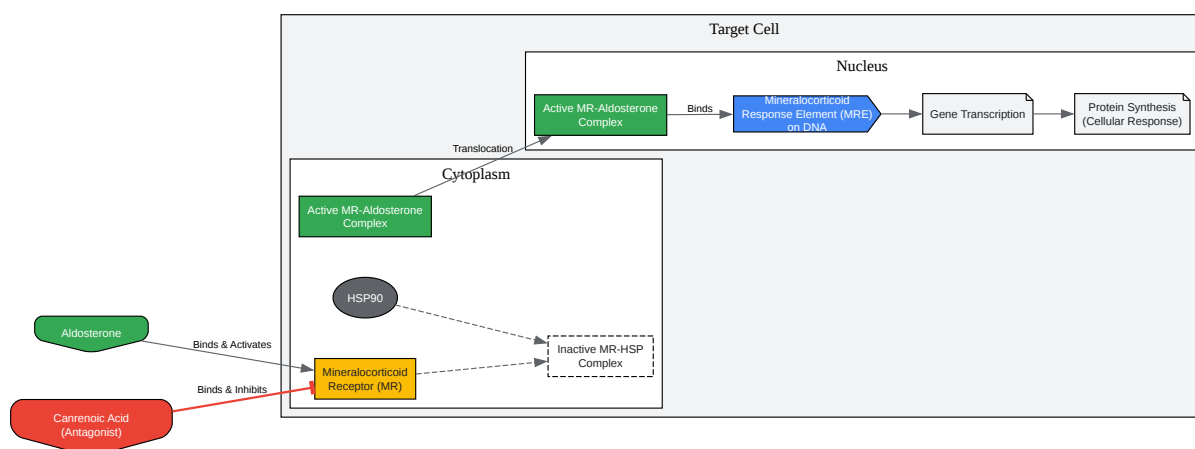 Target Cell
Nucleus
Active MR-Aldosterone
Complex
Binds
Mineralocorticoid
Response Element (MRE)
on DNA
Gene Transcription
Protein Synthesis
(Cellular Response)
Translocation
Cytoplasm
Active MR-Aldosterone
Complex
HSP90
Aldosterone
Binds & Activates
Inactive MR-HSP
Complex
Mineralocorticoid
Receptor (MR)
Binds & Inhibits
Canrenoic Acid
(Antagonist)